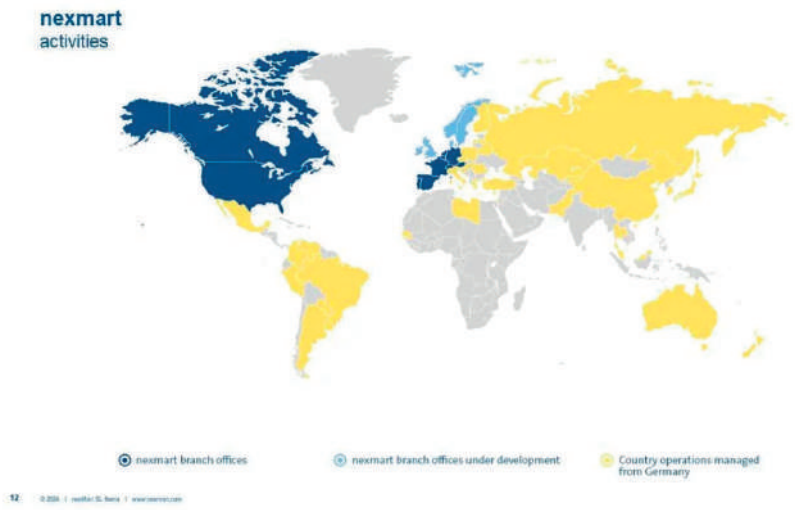 nexmart
activities
nexmart branch offices
nexmart branch offices under development
Country operations managed
from Germany
12